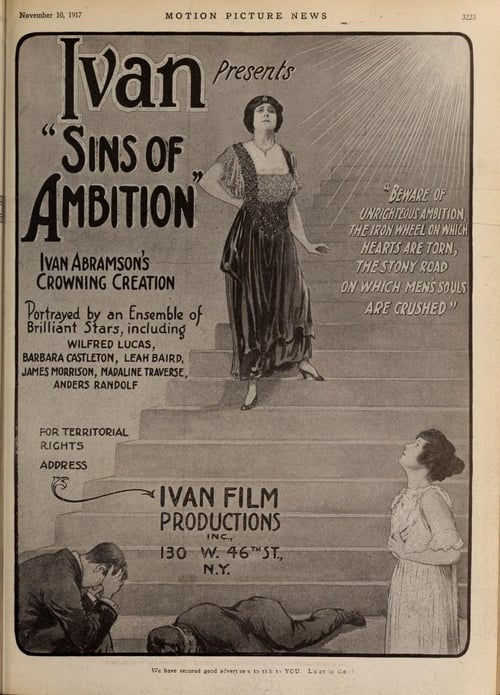 November 10, 1917 MOTION PICTURE NEWS 3223
Ivan Presents
"SINS OF
AMBITION"
IVAN ABRAMSON'S
CROWNING CREATION
Portrayed by an Ensemble of
Brilliant Stars, including
WILFRED LUCAS,
BARBARA CASTLETON, LEAH BAIRD,
JAMES MORRISON, MADALINE TRAVERSE,
ANDERS RANDOLF
"BEWARE OF
UNRIGHTEOUS AMBITION,
THE IRON WHEEL ON WHICH
HEARTS ARE TORN,
THE STONY ROAD
ON WHICH MEN'S SOULS
ARE CRUSHED"
FOR TERRITORIAL
RIGHTS
ADDRESS
IVAN FILM
PRODUCTIONS
INC.,
130 W. 46TH ST.,
N.Y.
We have secured good advertisers to talk to YOU.